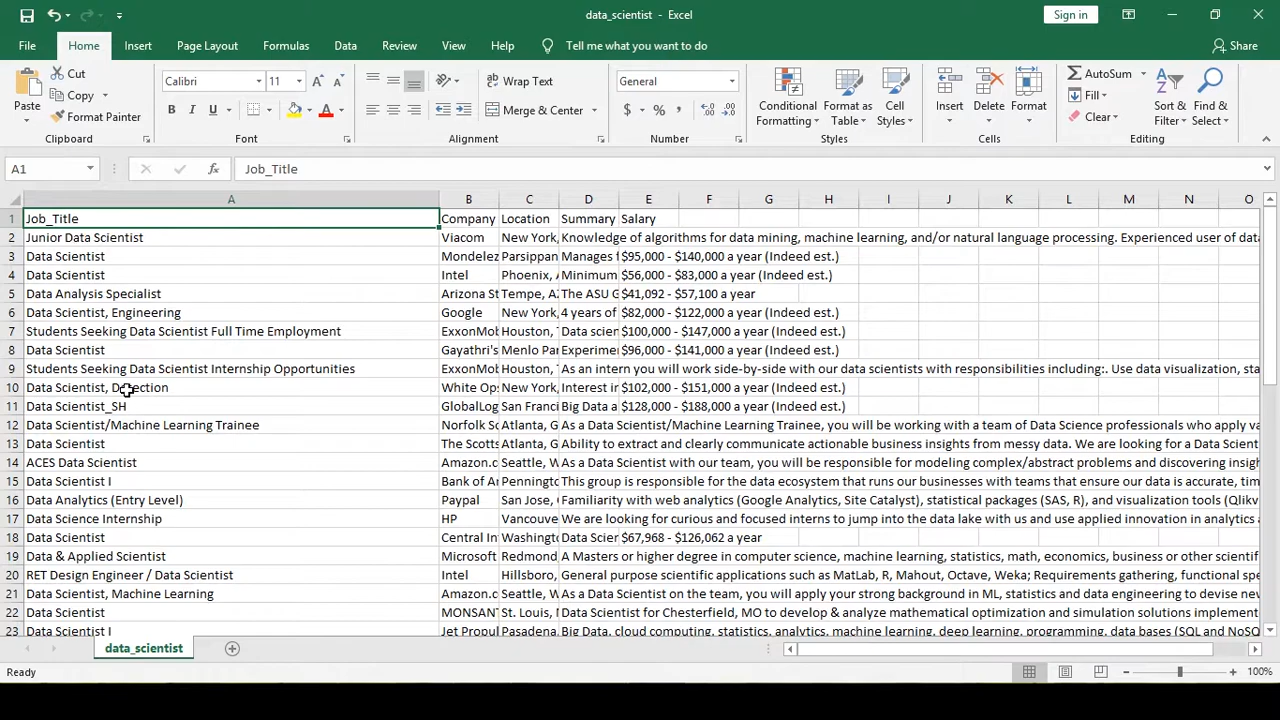 data_scientist - Excel Sign in
File Home Insert Page Layout Formulas Data Review View Help Tell me what you want to do Share
Paste Cut Copy Format Painter
Calibri 11 Wrap Text Merge & Center General
B I U A $ % ,
Conditional Formatting Format as Table Cell Styles Insert Delete Format
AutoSum Fill Clear Sort & Filter Find & Select
Clipboard Font Alignment Number Styles Cells Editing
A1 fx Job_Title
A B C D E F G H I J K L M N O
1 Job_Title Company Location Summary Salary
2 Junior Data Scientist Viacom New York, Knowledge of algorithms for data mining, machine learning, and/or natural language processing. Experienced user of dat
3 Data Scientist Mondelez Parsippan Manages $95,000 - $140,000 a year (Indeed est.)
4 Data Scientist Intel Phoenix, Minimum $56,000 - $83,000 a year (Indeed est.)
5 Data Analysis Specialist Arizona St Tempe, AZ The ASU G $41,092 - $57,100 a year
6 Data Scientist, Engineering Google New York, 4 years of $82,000 - $122,000 a year (Indeed est.)
7 Students Seeking Data Scientist Full Time Employment ExxonMob Houston, Data scien $100,000 - $147,000 a year (Indeed est.)
8 Data Scientist Gayathri's Menlo Par Experimen $96,000 - $141,000 a year (Indeed est.)
9 Students Seeking Data Scientist Internship Opportunities ExxonMob Houston, As an intern you will work side-by-side with our data scientists with responsibilities including:. Use data visualization, sta
10 Data Scientist, Detection White Op New York, Interest in $102,000 - $151,000 a year (Indeed est.)
11 Data Scientist_SH GlobalLog San Franci Big Data a $128,000 - $188,000 a year (Indeed est.)
12 Data Scientist/Machine Learning Trainee Norfolk So Atlanta, G As a Data Scientist/Machine Learning Trainee, you will be working with a team of Data Science professionals who apply va
13 Data Scientist The Scotts Atlanta, G Ability to extract and clearly communicate actionable business insights from messy data. We are looking for a Data Scient
14 ACES Data Scientist Amazon.c Seattle, W As a Data Scientist with our team, you will be responsible for modeling complex/abstract problems and discovering insigh
15 Data Scientist I Bank of Am Pennington This group is responsible for the data ecosystem that runs our businesses with teams that ensure our data is accurate, tim
16 Data Analytics (Entry Level) Paypal San Jose, Familiarity with web analytics (Google Analytics, Site Catalyst), statistical packages (SAS, R), and visualization tools (Qlikv
17 Data Science Internship HP Vancouve We are looking for curious and focused interns to jump into the data lake with us and use applied innovation in analytics
18 Data Scientist Central In Washingt Data Scien $67,968 - $126,062 a year
19 Data & Applied Scientist Microsoft Redmond A Masters or higher degree in computer science, machine learning, statistics, math, economics, business or other scientif
20 RET Design Engineer / Data Scientist Intel Hillsboro, General purpose scientific applications such as MatLab, R, Mahout, Octave, Weka; Requirements gathering, functional spe
21 Data Scientist, Machine Learning Amazon.c Seattle, W As a Data Scientist on the team, you will apply your strong background in ML, statistics and data engineering to devise new
22 Data Scientist MONSANT St. Louis, M Data Scientist for Chesterfield, MO to develop & analyze mathematical optimization and simulation solutions implement
23 Data Scientist I Jet Propul Pasadena, Big Data, cloud computing, statistics, analytics, machine learning, deep learning, programming, data bases (SQL and NoSQ
data_scientist
Ready 100%